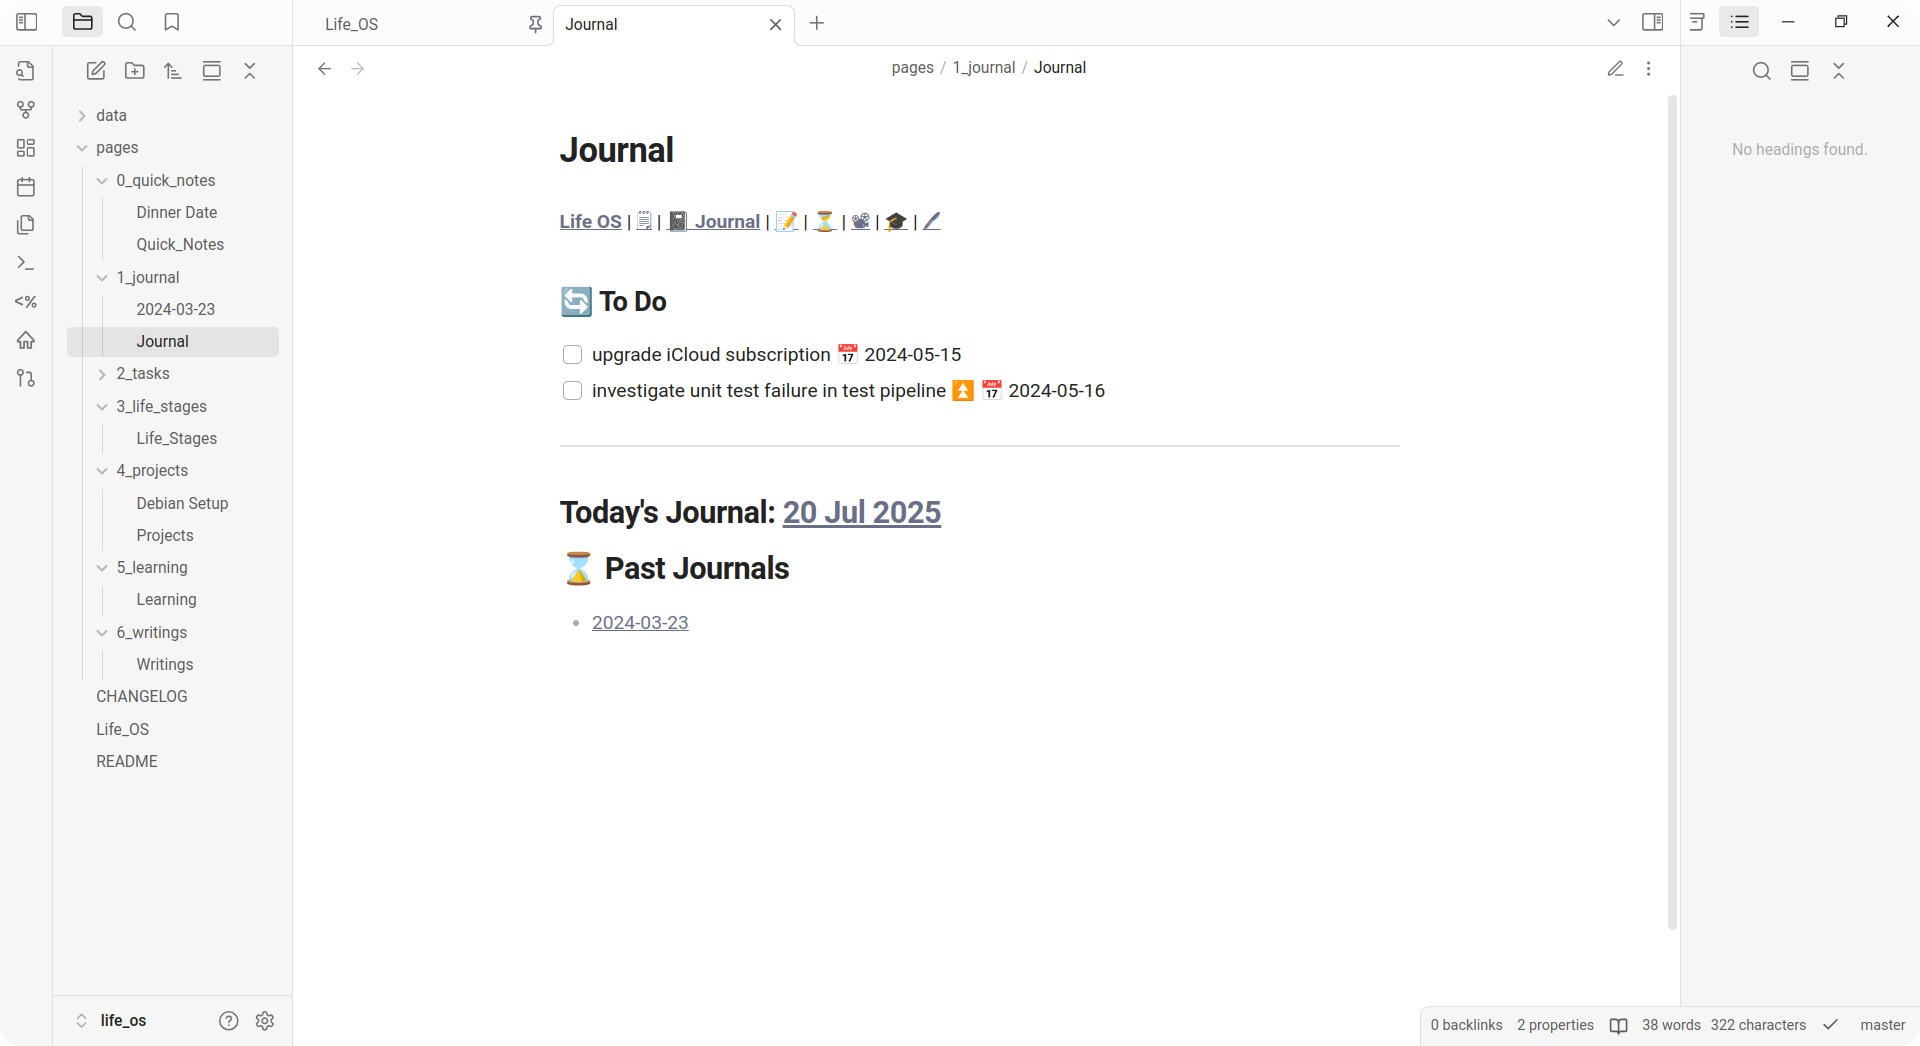 Life_OS
Journal
data
pages
0_quick_notes
Dinner Date
Quick_Notes
1_journal
2024-03-23
Journal
2_tasks
3_life_stages
Life_Stages
4_projects
Debian Setup
Projects
5_learning
Learning
6_writings
Writings
CHANGELOG
Life_OS
README
life_os
<%
pages / 1_journal / Journal
Journal
Life OS | 🗒️ | 📓 Journal | 📝 | ⏳ | 📽️ | 🎓 | 🖊️
🔄 To Do
upgrade iCloud subscription 📅 2024-05-15
investigate unit test failure in test pipeline ⏫ 📅 2024-05-16
Today's Journal: 20 Jul 2025
⌛ Past Journals
2024-03-23
No headings found.
0 backlinks 2 properties 38 words 322 characters master